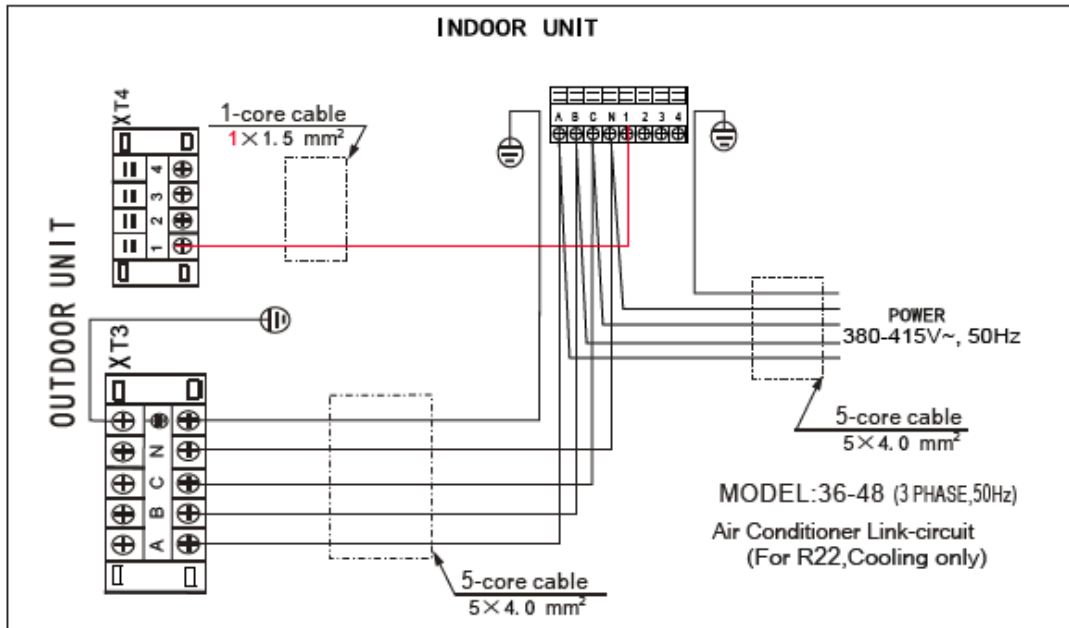 INDOOR UNIT
XT4
1-core cable
1×1.5 mm²
4
3
2
1
A B C N 1 2 3 4
OUTDOOR UNIT
XT3
N
C
B
A
POWER
380-415V~, 50Hz
5-core cable
5×4.0 mm²
MODEL:36-48 (3 PHASE,50Hz)
Air Conditioner Link-circuit
(For R22,Cooling only)
5-core cable
5×4.0 mm²